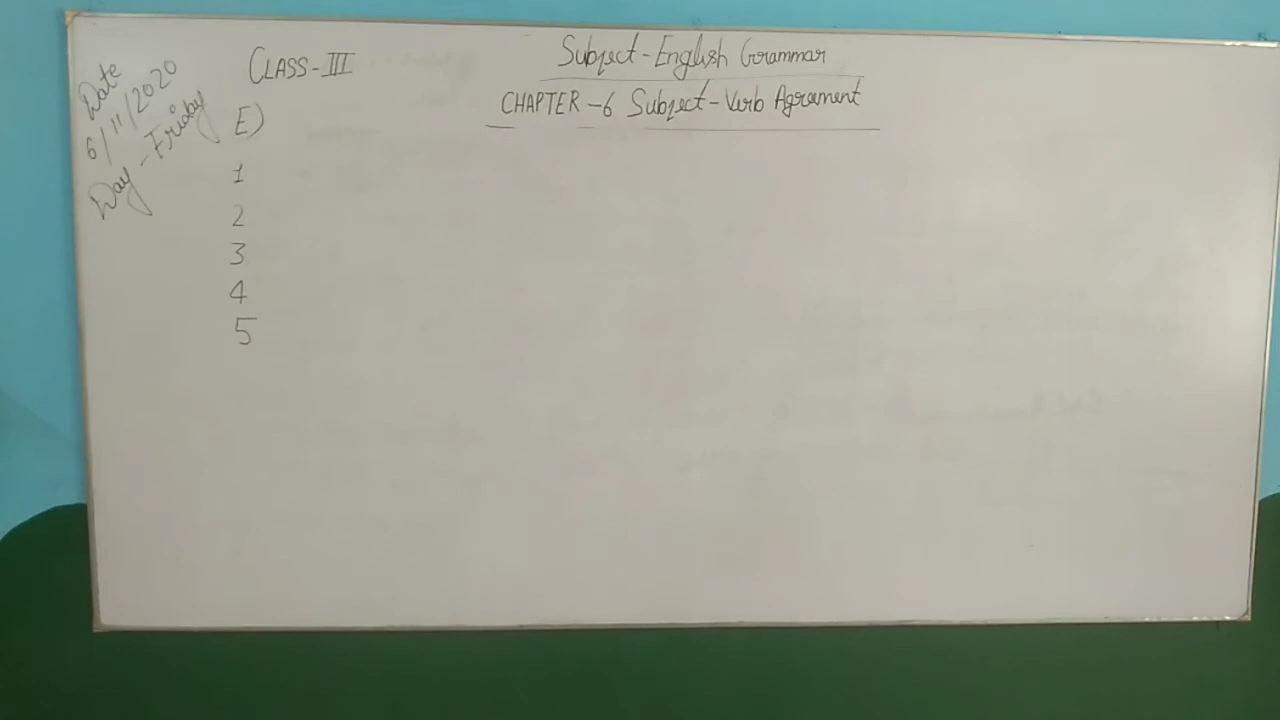 Date
6/11/2020
Day - Friday
CLASS - III
Subject - English Grammar
CHAPTER - 6 Subject - Verb Agrament
E)
1
2
3
4
5